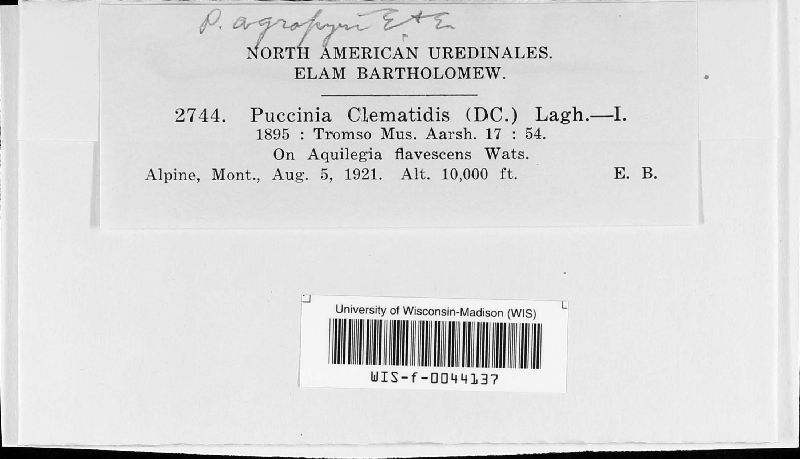 P. agropyri E & E
NORTH AMERICAN UREDINALES.
ELAM BARTHOLOMEW.
2744. Puccinia Clematidis (DC.) Lagh.—I.
1895 : Tromso Mus. Aarsh. 17 : 54.
On Aquilegia flavescens Wats.
Alpine, Mont., Aug. 5, 1921. Alt. 10,000 ft. E. B.
University of Wisconsin-Madison (WIS)
WIS-f-0044137